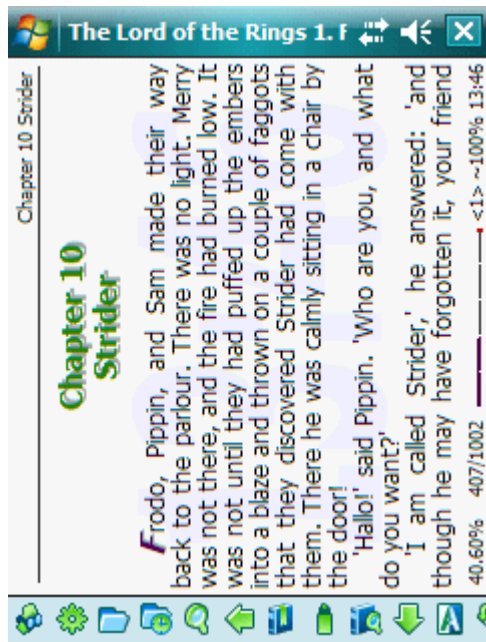 The Lord of the Rings 1. F
Chapter 10 Strider
Chapter 10
Strider
Frodo, Pippin, and Sam made their way
back to the parlour. There was no light. Merry
was not there, and the fire had burned low. It
was not until they had puffed up the embers
into a blaze and thrown on a couple of faggots
that they discovered Strider had come with
them. There he was calmly sitting in a chair by
the door!
'Hallo!' said Pippin. 'Who are you, and what
do you want?'
'I am called Strider,' he answered: 'and
though he may have forgotten it, your friend
40.60% 407/1002 <1> ~100% 13:46